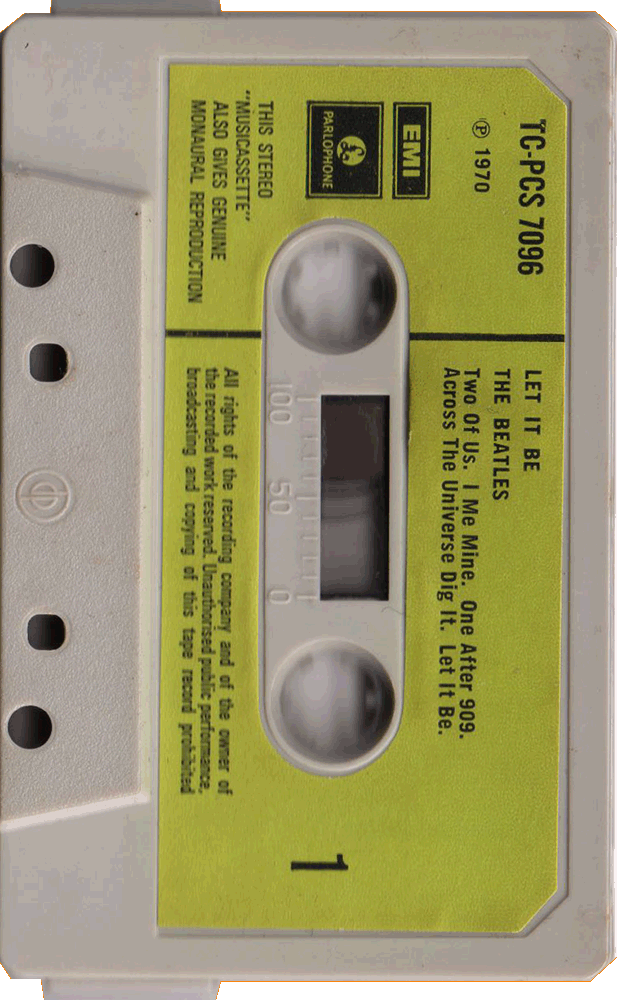 TC-PCS 7096
℗ 1970
EMI
PARLOPHONE
£
THIS STEREO
"MUSICASSETTE"
ALSO GIVES GENUINE
MONAURAL REPRODUCTION
LET IT BE
THE BEATLES
Two Of Us. I Me Mine. One After 909.
Across The Universe Dig It. Let It Be.
100 50 0
All rights of the recording company and of the owner of
the recorded work reserved. Unauthorised public performance,
broadcasting and copying of this tape record prohibited
1